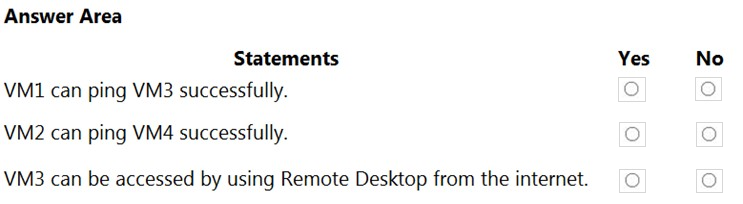 Answer Area
Statements Yes No
VM1 can ping VM3 successfully.
VM2 can ping VM4 successfully.
VM3 can be accessed by using Remote Desktop from the internet.